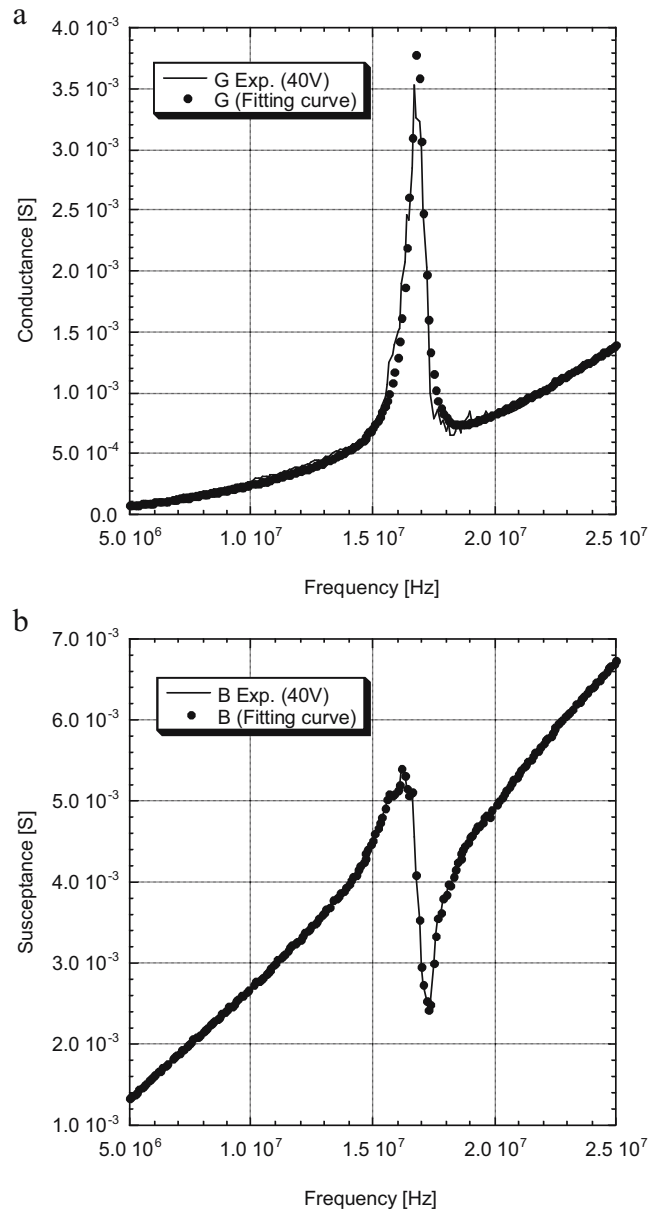 a
4.0 10-3
G Exp. (40V)
G (Fitting curve)
3.5 10-3
3.0 10-3
2.5 10-3
2.0 10-3
1.5 10-3
1.0 10-3
5.0 10-4
0.0
Conductance [S]
5.0 10⁶
1.0 10⁷
1.5 10⁷
2.0 10⁷
2.5 10⁷
Frequency [Hz]
b
7.0 10-3
B Exp. (40V)
B (Fitting curve)
6.0 10-3
5.0 10-3
4.0 10-3
3.0 10-3
2.0 10-3
1.0 10-3
Susceptance [S]
5.0 10⁶
1.0 10⁷
1.5 10⁷
2.0 10⁷
2.5 10⁷
Frequency [Hz]